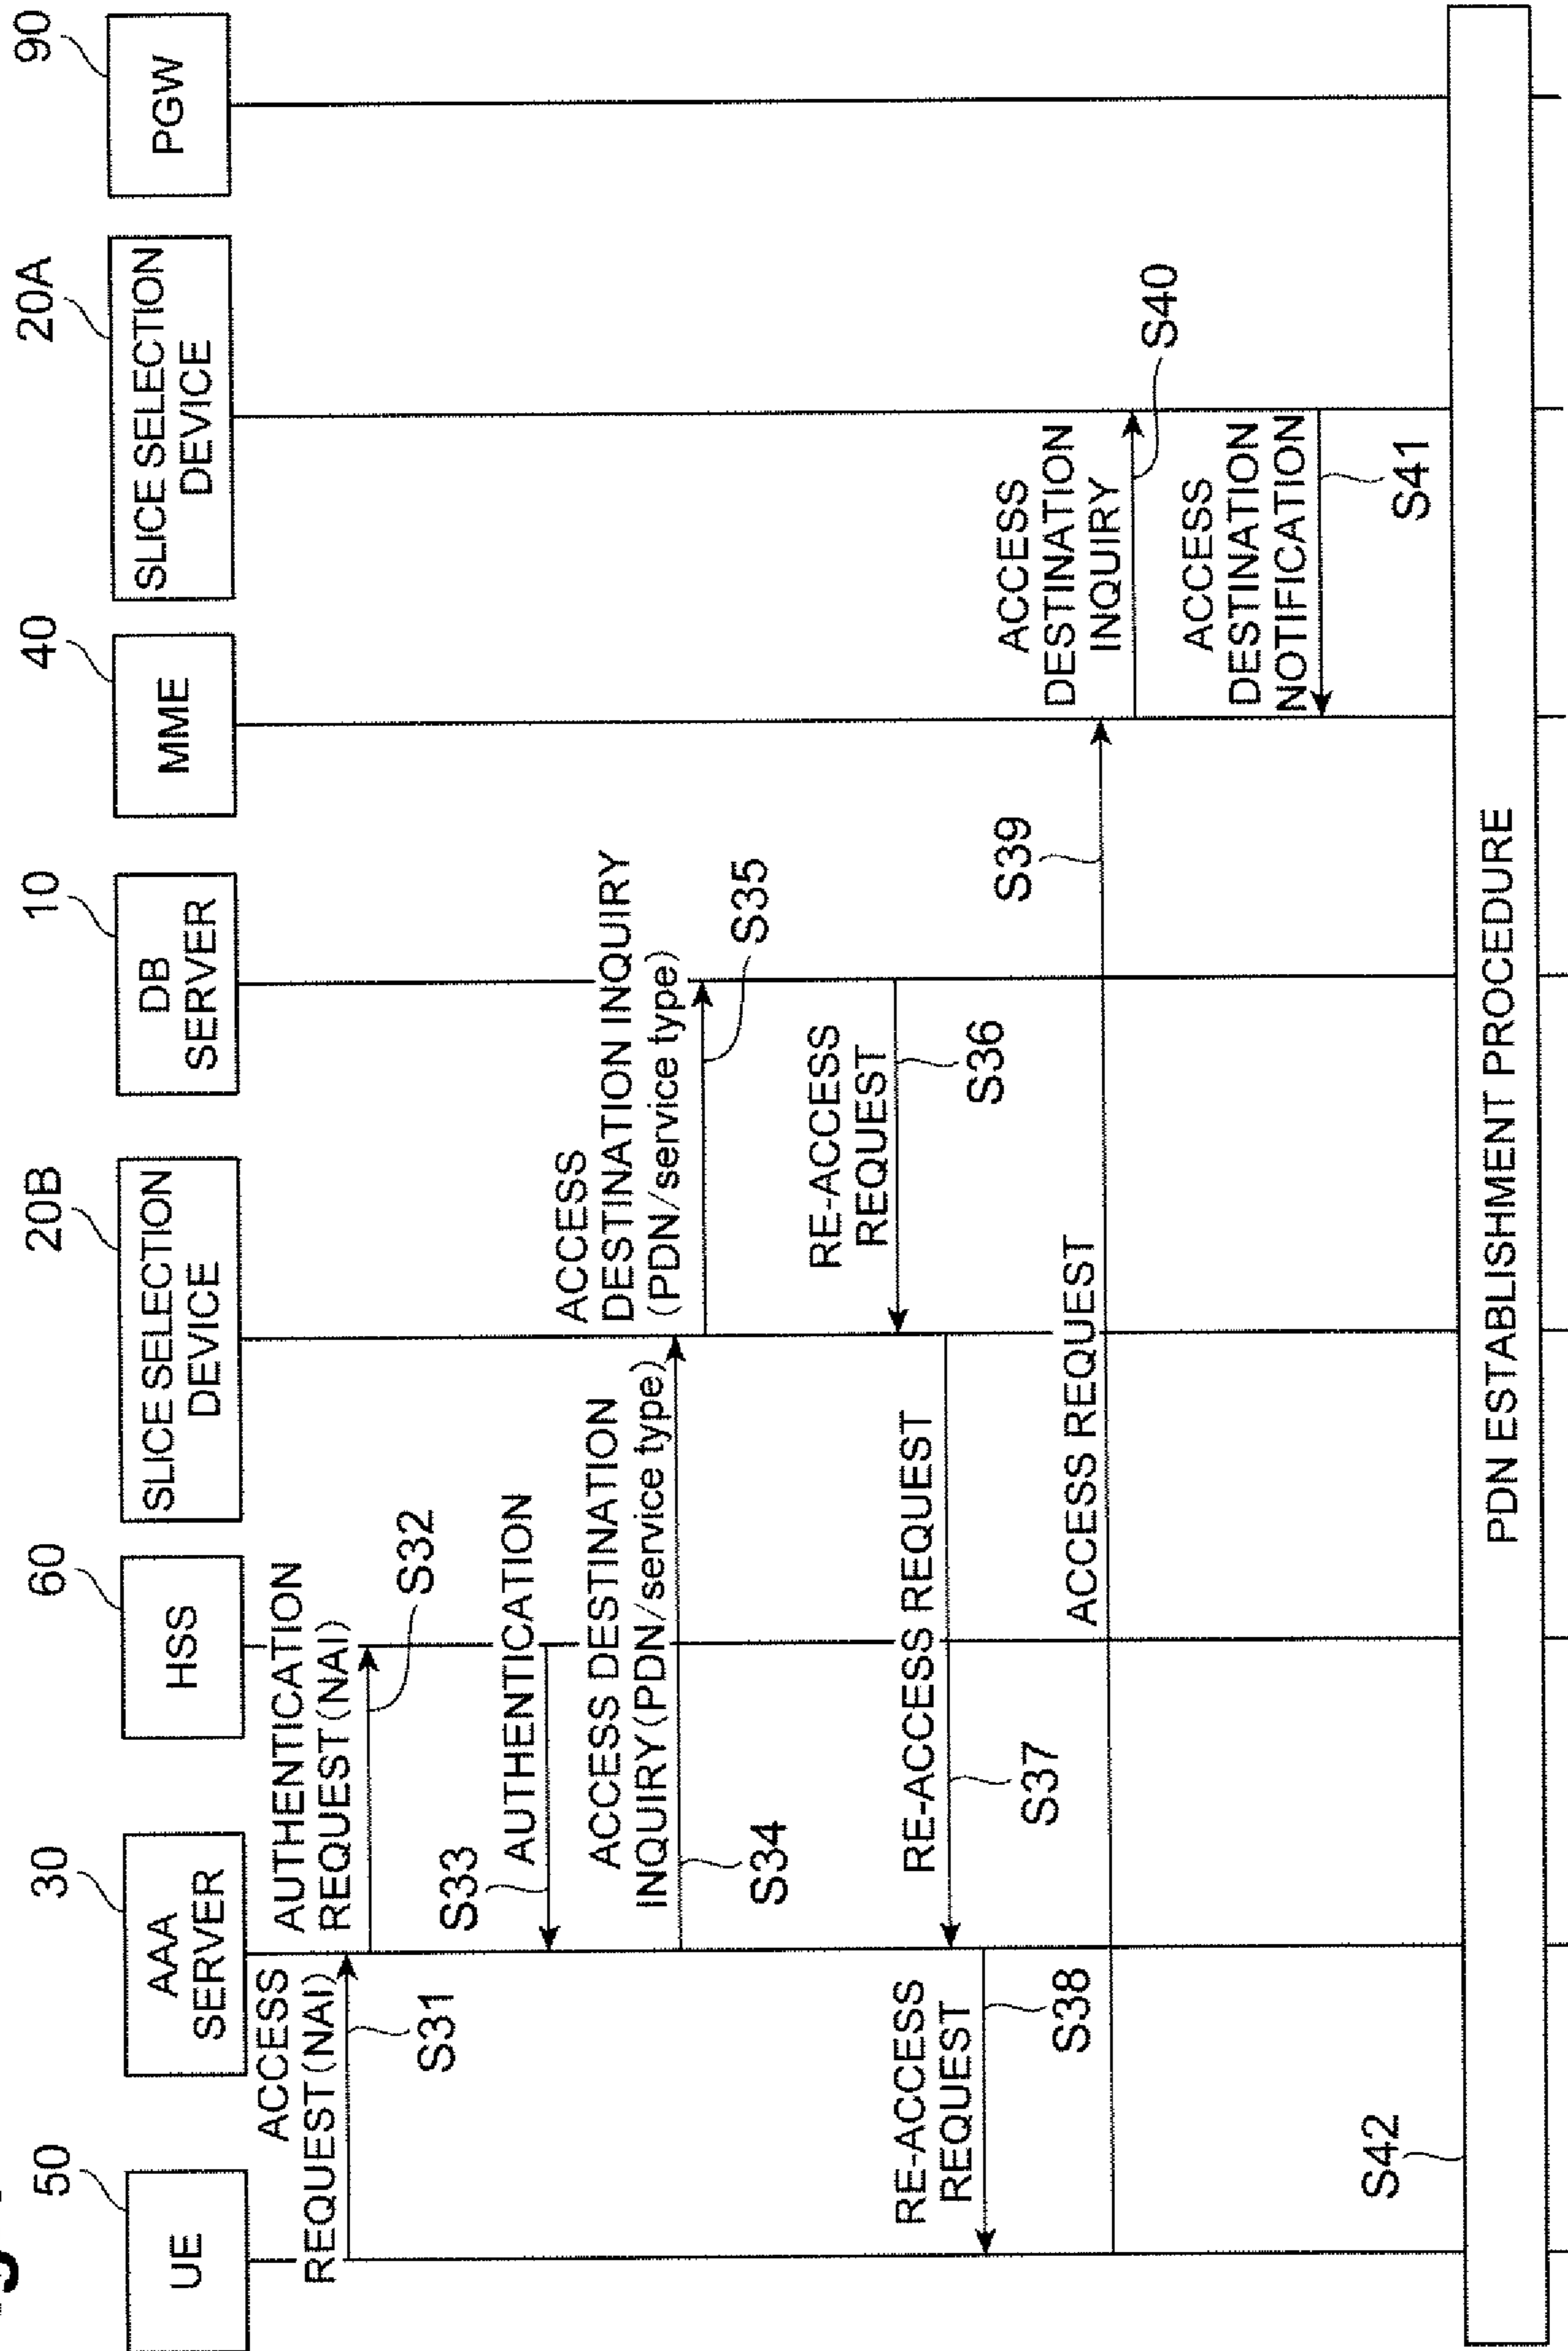 50
30
60
20B
10
40
20A
90
UE
AAA
SERVER
HSS
SLICE SELECTION
DEVICE
DB
SERVER
MME
SLICE SELECTION
DEVICE
PGW
ACCESS
REQUEST(NAI)
S31
AUTHENTICATION
REQUEST(NAI)
S32
S33
AUTHENTICATION
ACCESS DESTINATION
INQUIRY(PDN/service type)
S34
ACCESS
DESTINATION INQUIRY
(PDN/service type)
S35
RE-ACCESS
REQUEST
S36
RE-ACCESS REQUEST
S37
RE-ACCESS
REQUEST
S38
ACCESS REQUEST
S39
ACCESS
DESTINATION
INQUIRY
S40
ACCESS
DESTINATION
NOTIFICATION
S41
S42
PDN ESTABLISHMENT PROCEDURE